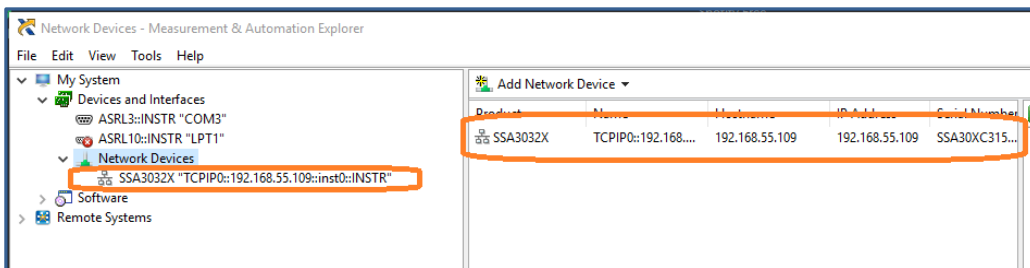 Network Devices - Measurement & Automation Explorer
File Edit View Tools Help
My System
Devices and Interfaces
ASRL3::INSTR "COM3"
ASRL10::INSTR "LPT1"
Network Devices
SSA3032X "TCPIP0::192.168.55.109::inst0::INSTR"
Software
Remote Systems
Add Network Device
Product Name Hostname IP Address Serial Number
SSA3032X TCPIP0::192.168.... 192.168.55.109 192.168.55.109 SSA30XC315...